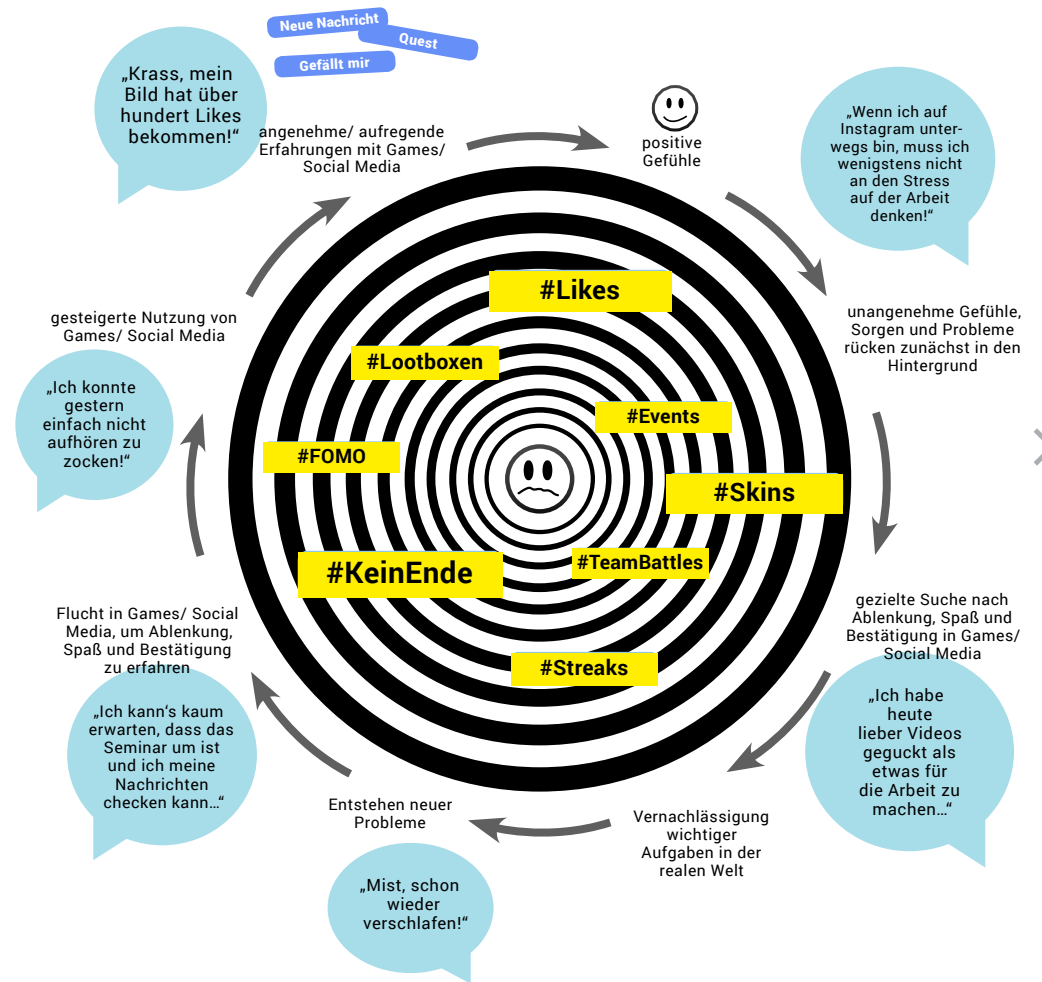 Neue Nachricht
Quest
Gefällt mir
„Krass, mein
Bild hat über
hundert Likes
bekommen!“
angenehme/ aufregende
Erfahrungen mit Games/
Social Media
positive
Gefühle
„Wenn ich auf
Instagram unter-
wegs bin, muss ich
wenigstens nicht
an den Stress
auf der Arbeit
denken!“
unangenehme Gefühle,
Sorgen und Probleme
rücken zunächst in den
Hintergrund
gezielte Suche nach
Ablenkung, Spaß und
Bestätigung in Games/
Social Media
„Ich habe
heute
lieber Videos
geguckt als
etwas für
die Arbeit zu
machen…“
Vernachlässigung
wichtiger
Aufgaben in der
realen Welt
Entstehen neuer
Probleme
„Mist, schon
wieder
verschlafen!“
Flucht in Games/ Social
Media, um Ablenkung,
Spaß und Bestätigung
zu erfahren
„Ich kann‘s kaum
erwarten, dass das
Seminar um ist
und ich meine
Nachrichten
checken kann…“
gesteigerte Nutzung von
Games/ Social Media
„Ich konnte
gestern
einfach nicht
aufhören zu
zocken!“
#Likes
#Lootboxen
#Events
#FOMO
#Skins
#TeamBattles
#KeinEnde
#Streaks